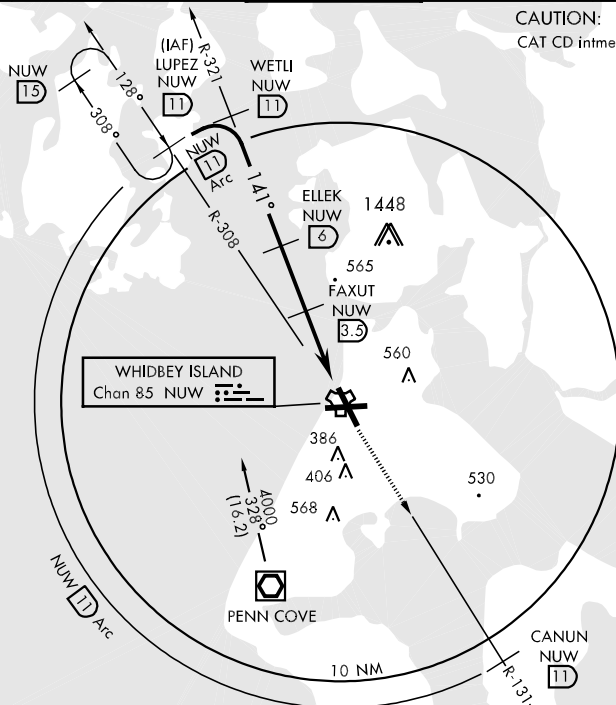 CAUTION:
CAT CD intme
NUW
15
128°
308°
(IAF)
LUPEZ
NUW
11
R-321
WETLI
NUW
11
NUW
11
Arc
141°
R-308
ELLEK
NUW
6
1448
565
FAXUT
NUW
3.5
560
WHIDBEY ISLAND
Chan 85 NUW
386
406
568
530
4000
328°
(16.2)
PENN COVE
NUW 11 Arc
10 NM
CANUN
NUW
11
R-131